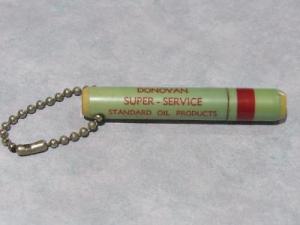 DONOVAN
SUPER - SERVICE
STANDARD OIL PRODUCTS